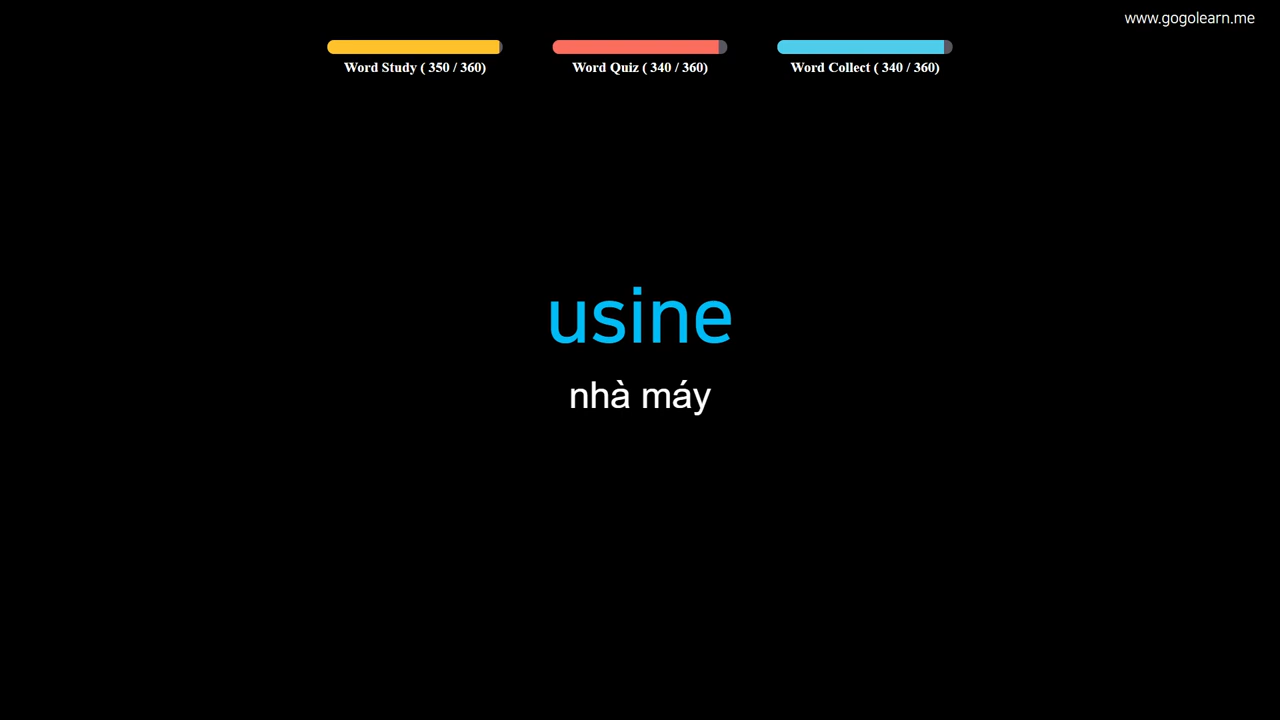 www.gogolearn.me
Word Study ( 350 / 360)
Word Quiz ( 340 / 360)
Word Collect ( 340 / 360)
usine
nhà máy